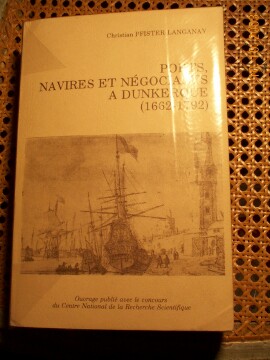 Christian PFISTER LANGANAY
PORTS,
NAVIRES ET NÉGOCIANTS
A DUNKERQUE
(1662-1792)
Ouvrage publié avec le concours
du Centre National de la Recherche Scientifique